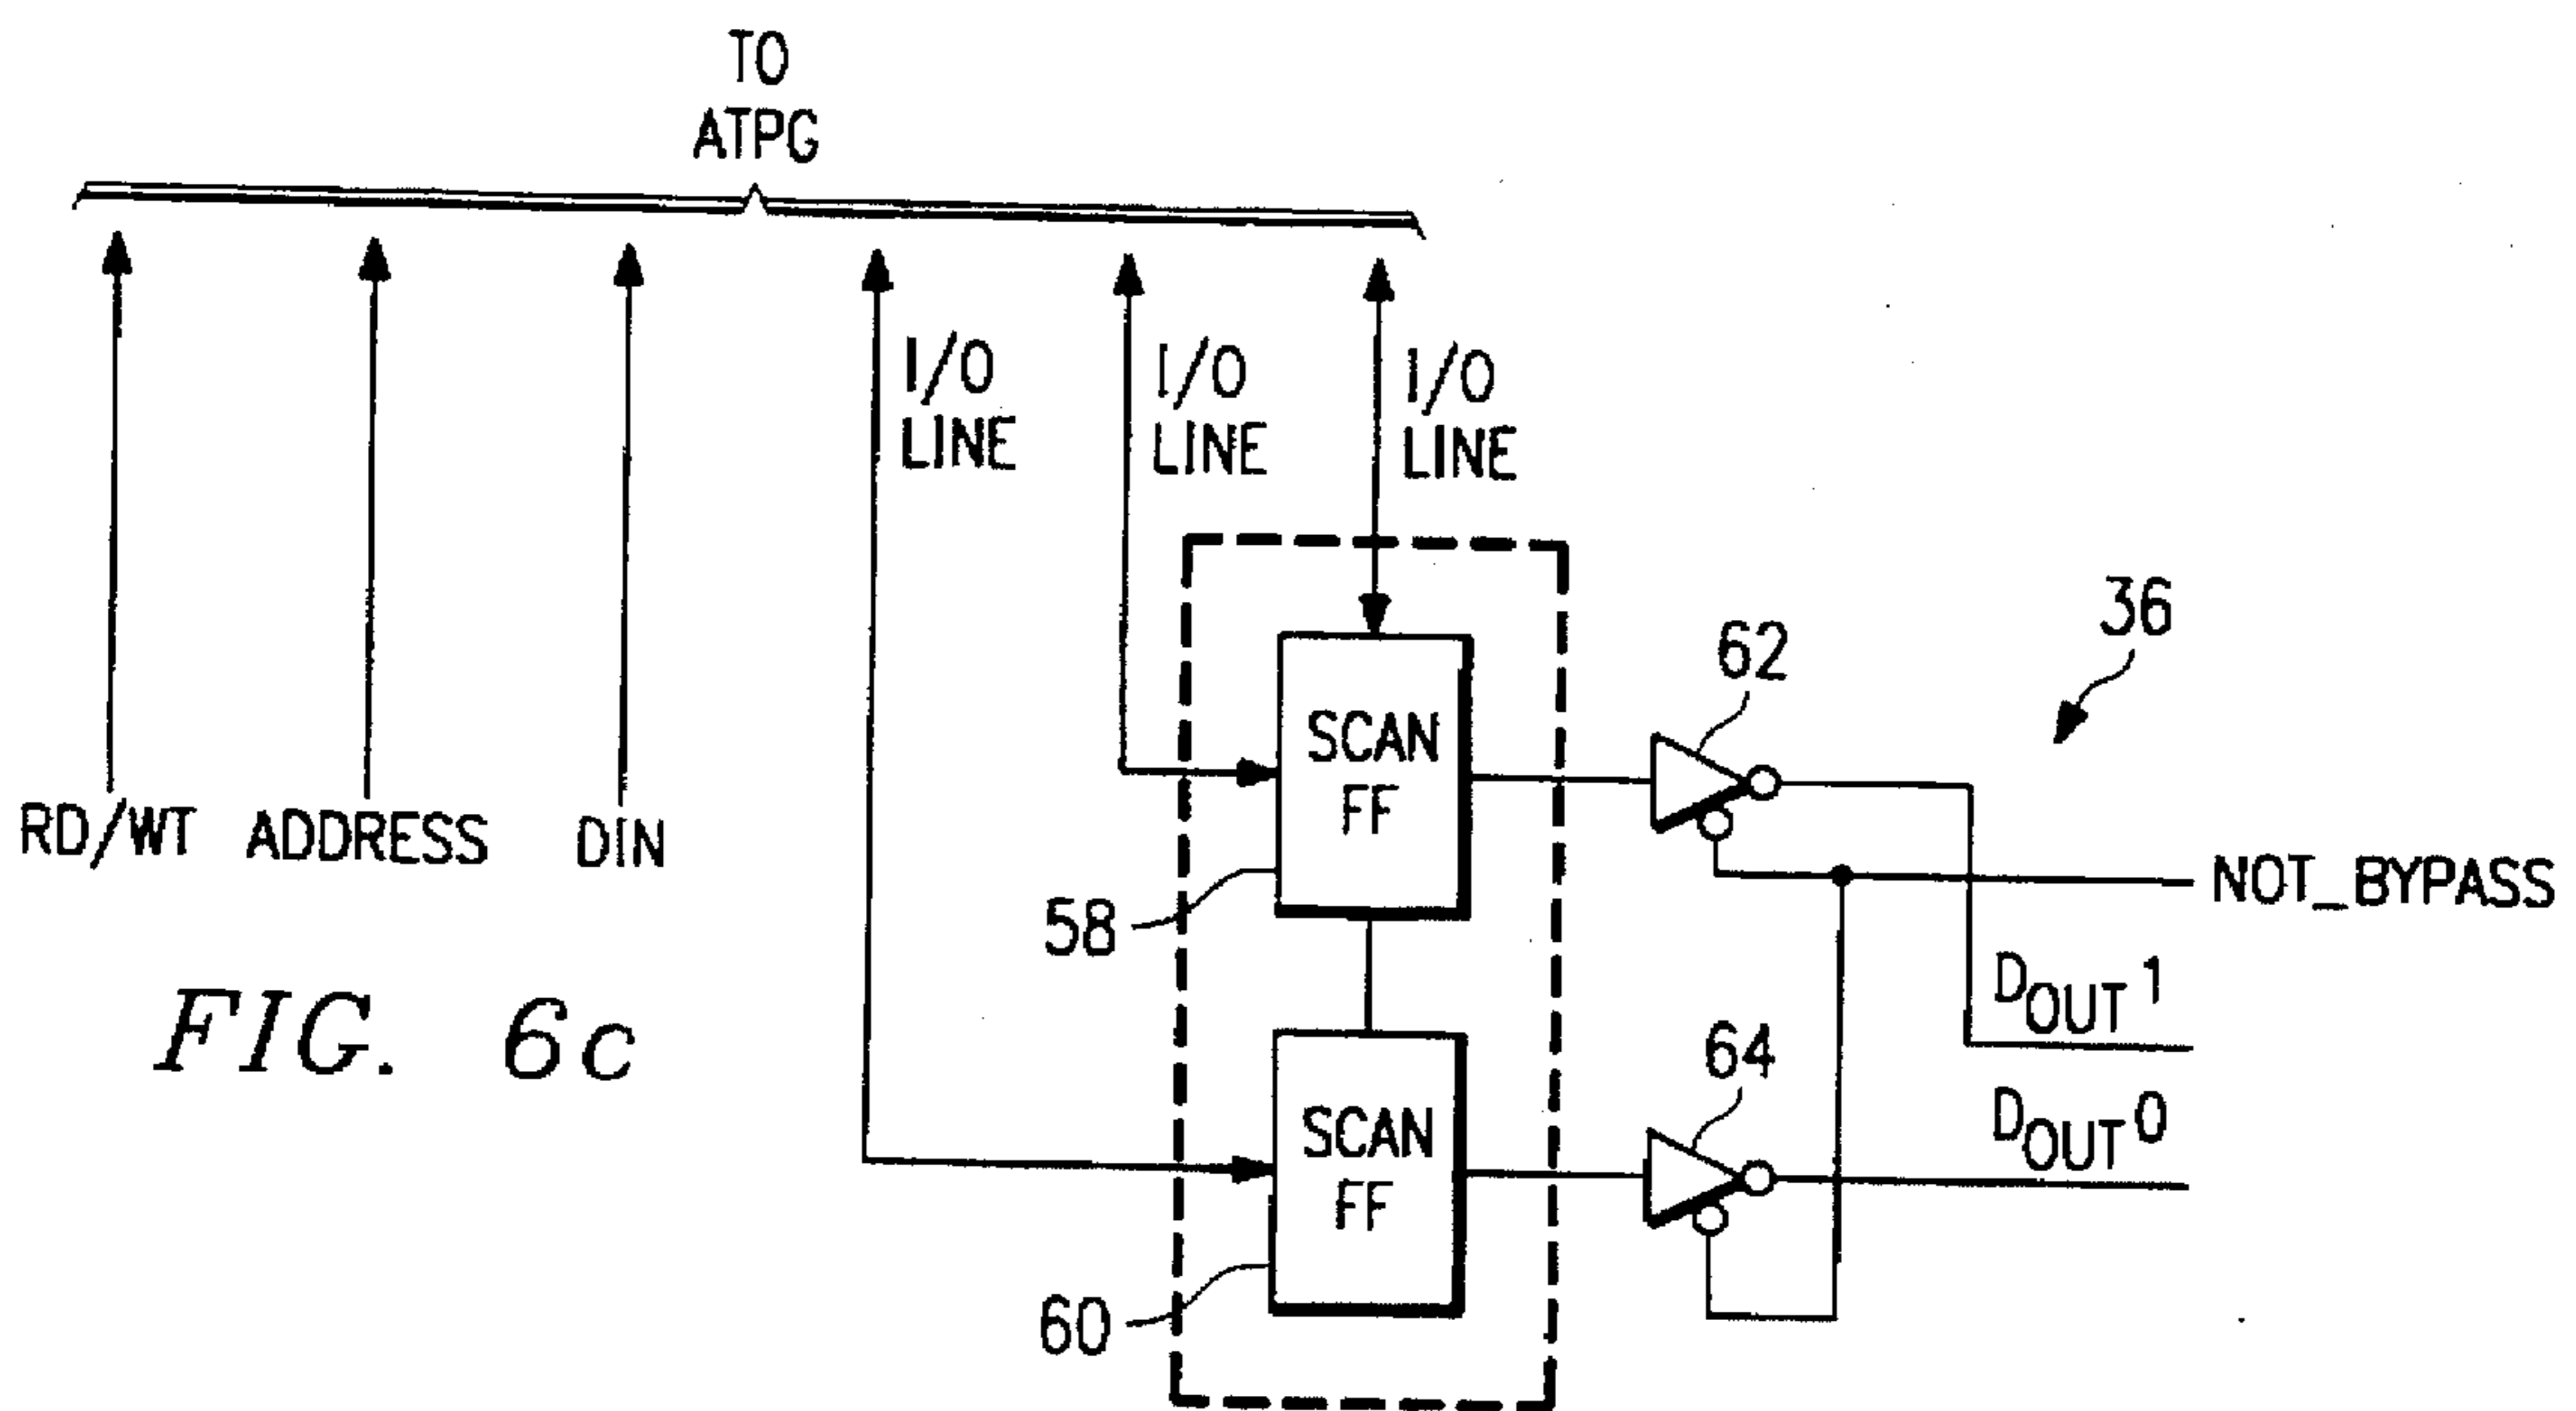 TO
ATPG
I/O
LINE
I/O
LINE
I/O
LINE
36
62
SCAN
FF
RD/WT
ADDRESS
DIN
NOT_BYPASS
58
DOUT1
FIG. 6c
64
DOUT0
SCAN
FF
60